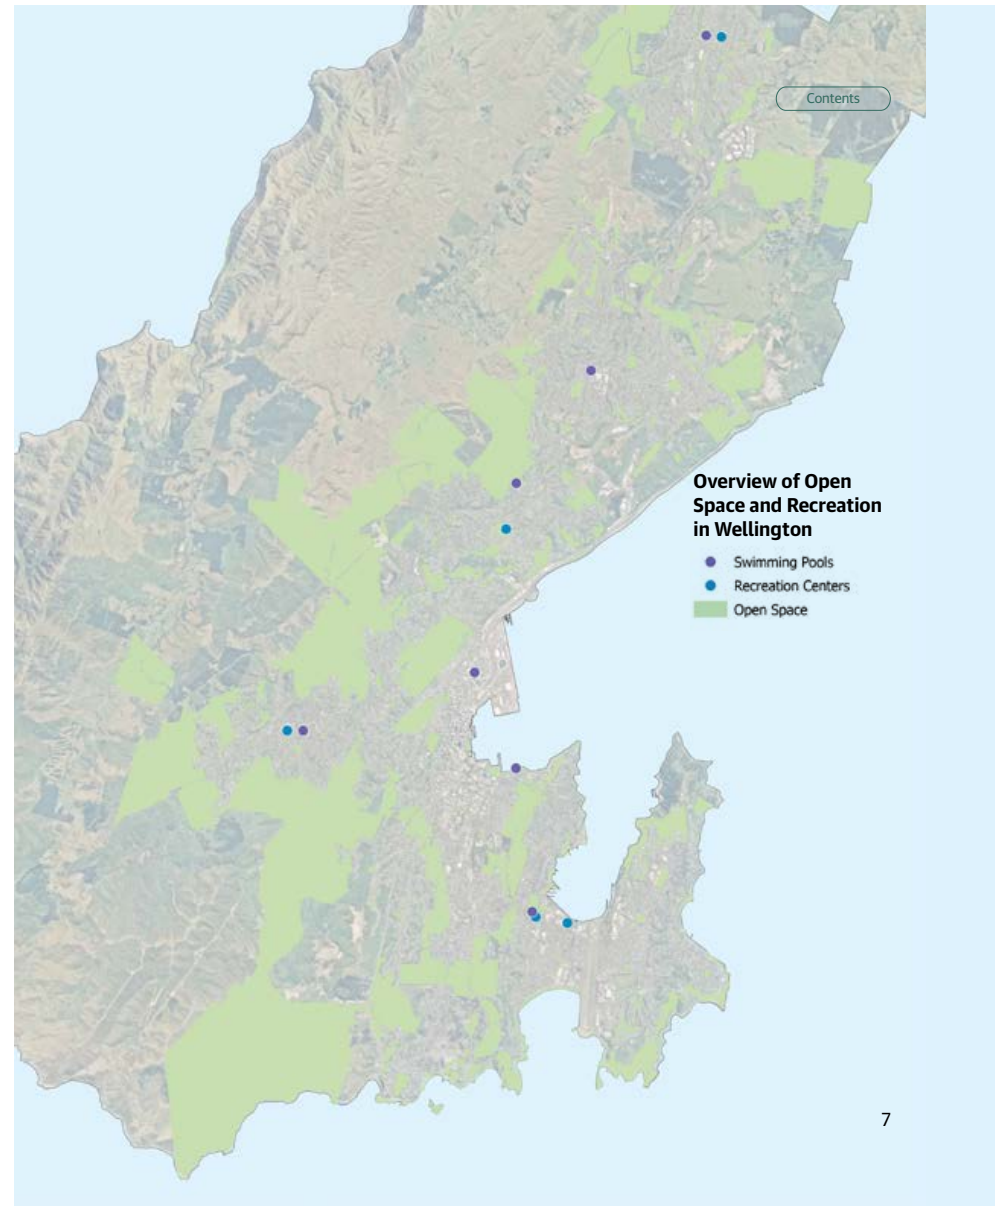 Contents
Overview of Open
Space and Recreation
in Wellington
Swimming Pools
Recreation Centers
Open Space
7